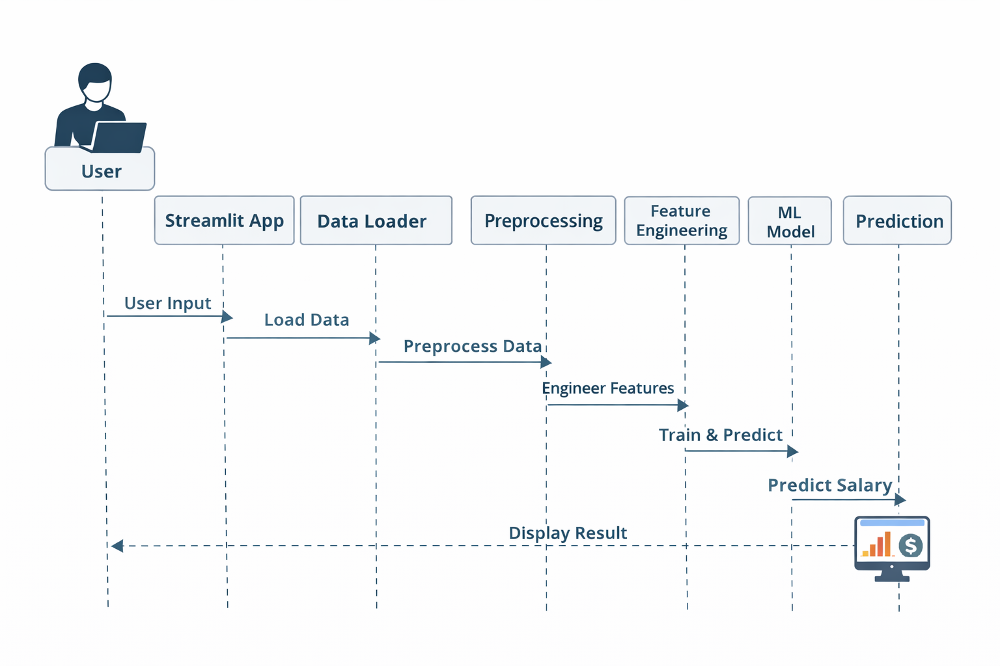 User
Streamlit App
Data Loader
Preprocessing
Feature
Engineering
ML
Model
Prediction
User Input
Load Data
Preprocess Data
Engineer Features
Train & Predict
Predict Salary
Display Result
$